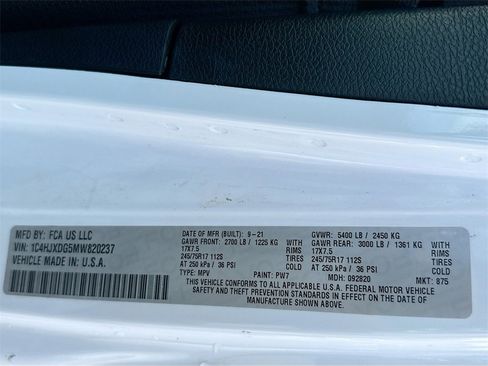 MFD BY: FCA US LLC
VIN: 1C4HJXDG5MW820237
VEHICLE MADE IN: U.S.A.
DATE OF MFR (BUILT): 9-21
GAWR FRONT: 2700 LB / 1225 KG
17X7.5 WITH RIMS
245/75R17 112S TIRES
AT 250 kPa / 36 PSI COLD
TYPE: MPV PAINT: PW7
GVWR: 5400 LB / 2450 KG
GAWR REAR: 3000 LB / 1361 KG
17X7.5 WITH RIMS
245/75R17 112S TIRES
AT 250 kPa / 36 PSI COLD
MDH: 092820 MKT: 875
THIS VEHICLE CONFORMS TO ALL APPLICABLE U.S.A. FEDERAL MOTOR VEHICLE
SAFETY AND THEFT PREVENTION STANDARDS IN EFFECT ON THE DATE OF
MANUFACTURE SHOWN ABOVE.